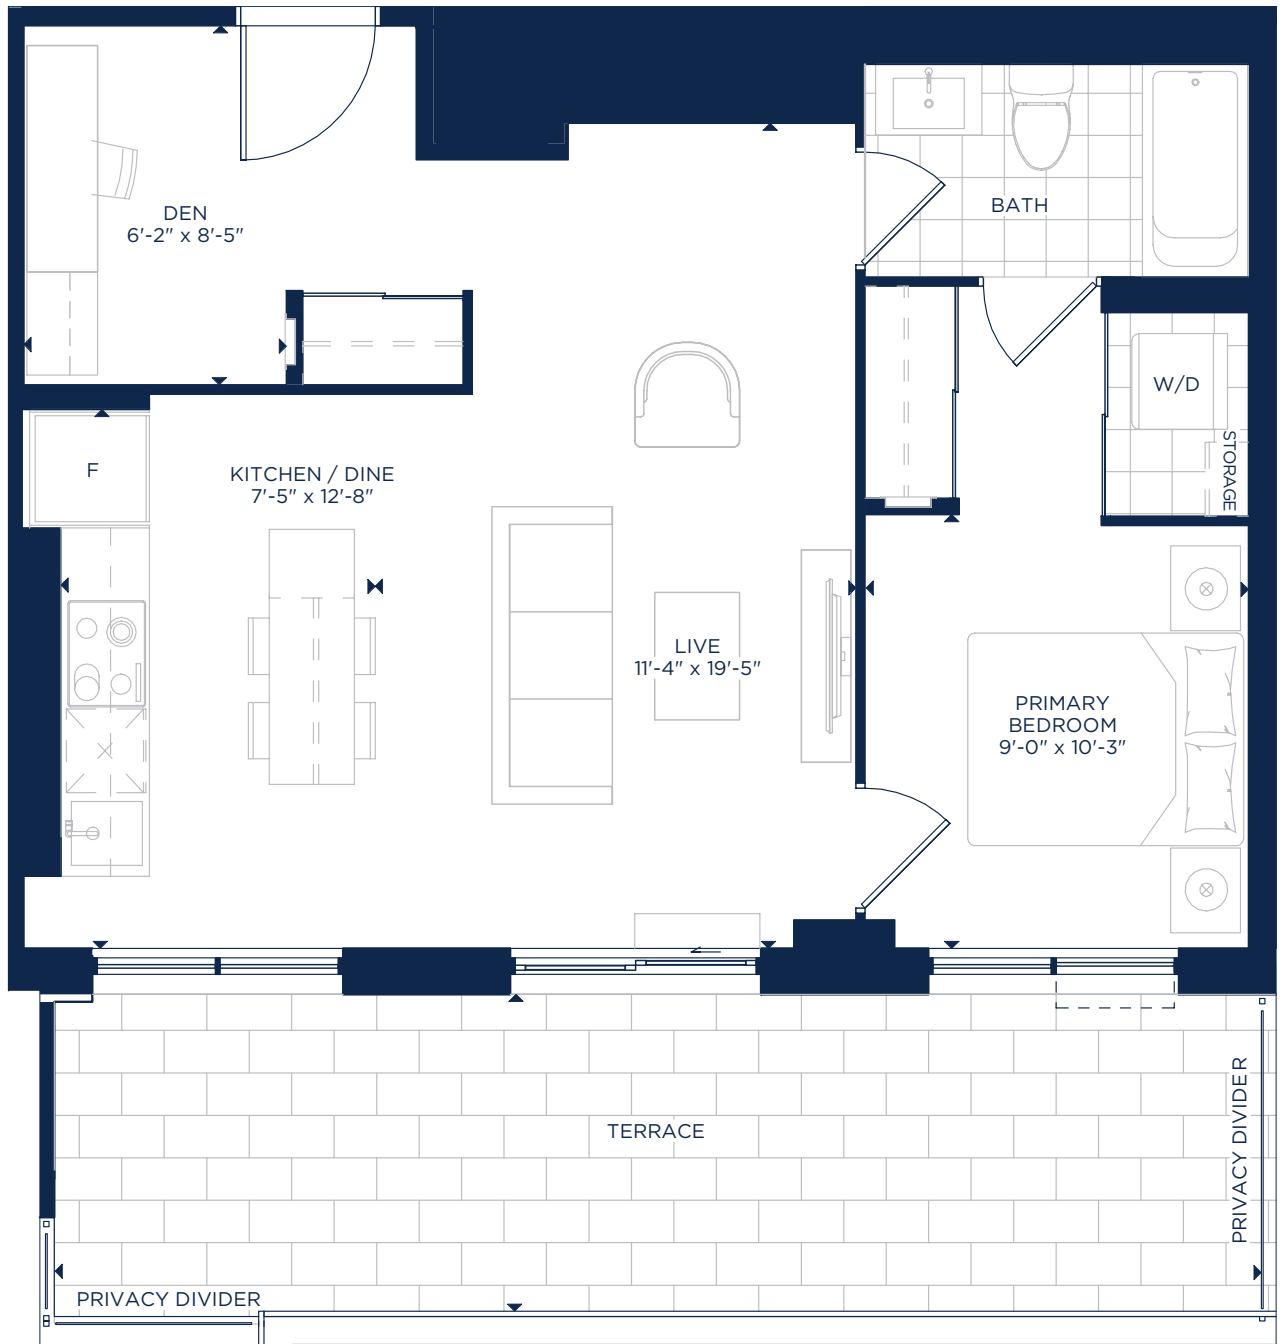 DEN
6'-2" x 8'-5"
BATH
W/D
STORAGE
F
KITCHEN / DINE
7'-5" x 12'-8"
LIVE
11'-4" x 19'-5"
PRIMARY
BEDROOM
9'-0" x 10'-3"
TERRACE
PRIVACY DIVIDER
PRIVACY DIVIDER